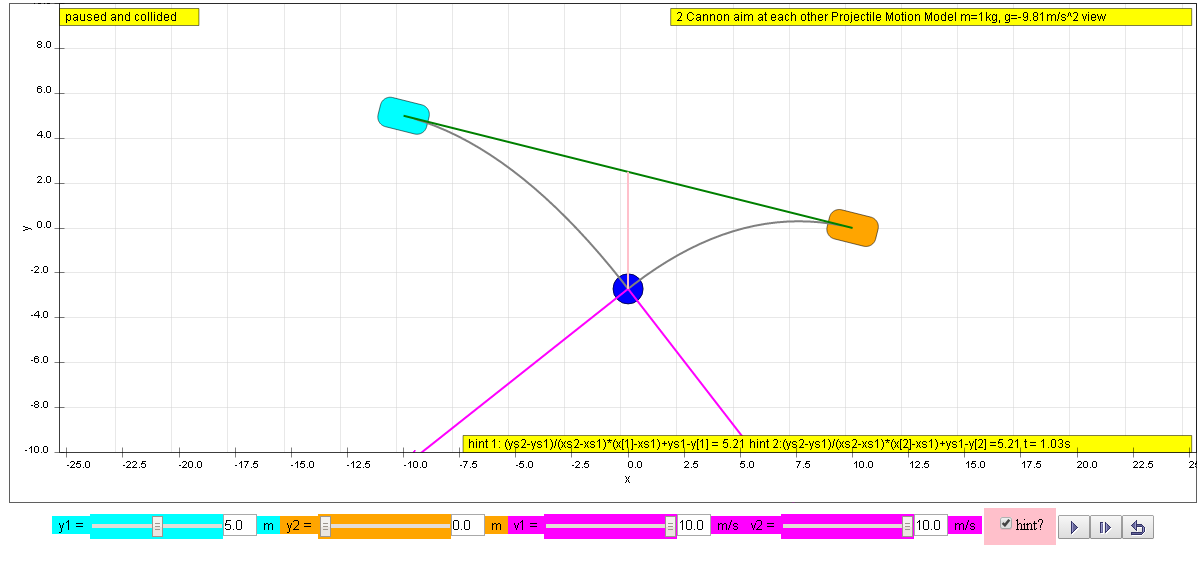 paused and collided
2 Cannon aim at each other Projectile Motion Model m=1kg, g=-9.81m/s^2 view
8.0
6.0
4.0
2.0
0.0
y
-2.0
-4.0
-6.0
-8.0
-10.0
hint 1: (ys2-ys1)/(xs2-xs1)*(x[1]-xs1)+ys1-y[1] = 5.21 hint 2:(ys2-ys1)/(xs2-xs1)*(x[2]-xs1)+ys1-y[2] =5.21, t = 1.03s
-25.0 -22.5 -20.0 -17.5 -15.0 -12.5 -10.0 -7.5 -5.0 -2.5 0.0 2.5 5.0 7.5 10.0 12.5 15.0 17.5 20.0 22.5
x
y1 = 5.0 m y2 = 0.0 m v1 = 10.0 m/s v2 = 10.0 m/s hint?